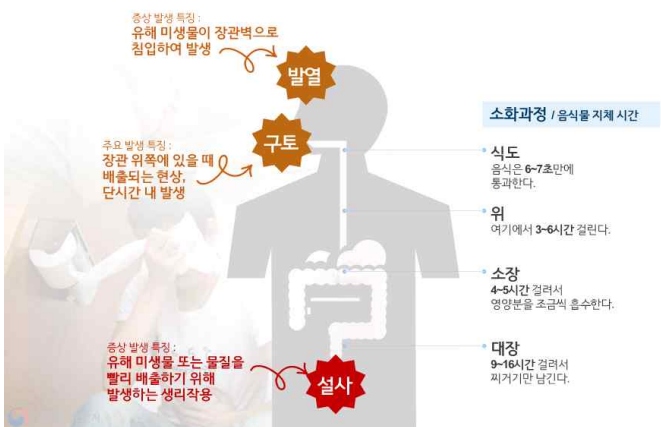 증상 발생 특징 :
유해 미생물이 장관벽으로
침입하여 발생
발열
주요 발생 특징 :
장관 위쪽에 있을 때
배출되는 현상,
단시간 내 발생
구토
증상 발생 특징 :
유해 미생물 또는 물질을
빨리 배출하기 위해
발생하는 생리작용
설사
소화과정 / 음식물 지체 시간
식도
음식은 6~7초만에
통과한다.
위
여기에서 3~6시간 걸린다.
소장
4~5시간 걸려서
영양분을 조금씩 흡수한다.
대장
9~16시간 걸려서
찌거기만 남긴다.